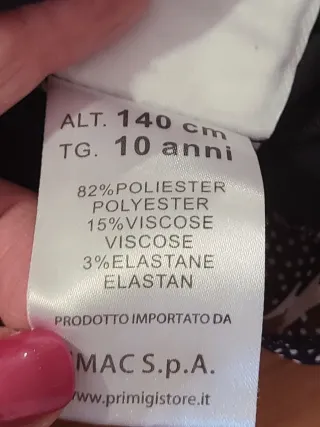 ALT. 140 cm
TG. 10 anni
82%POLIESTER
POLYESTER
15%VISCOSE
VISCOSE
3%ELASTANE
ELASTAN
PRODOTTO IMPORTATO DA
MAC S.p.A.
www.primigistore.it